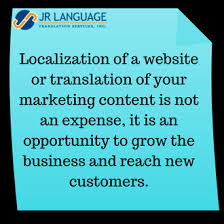 JR LANGUAGE
TRANSLATION SERVICES, INC.
Localization of a website
or translation of your
marketing content is not
an expense, it is an
opportunity to grow the
business and reach new
customers.